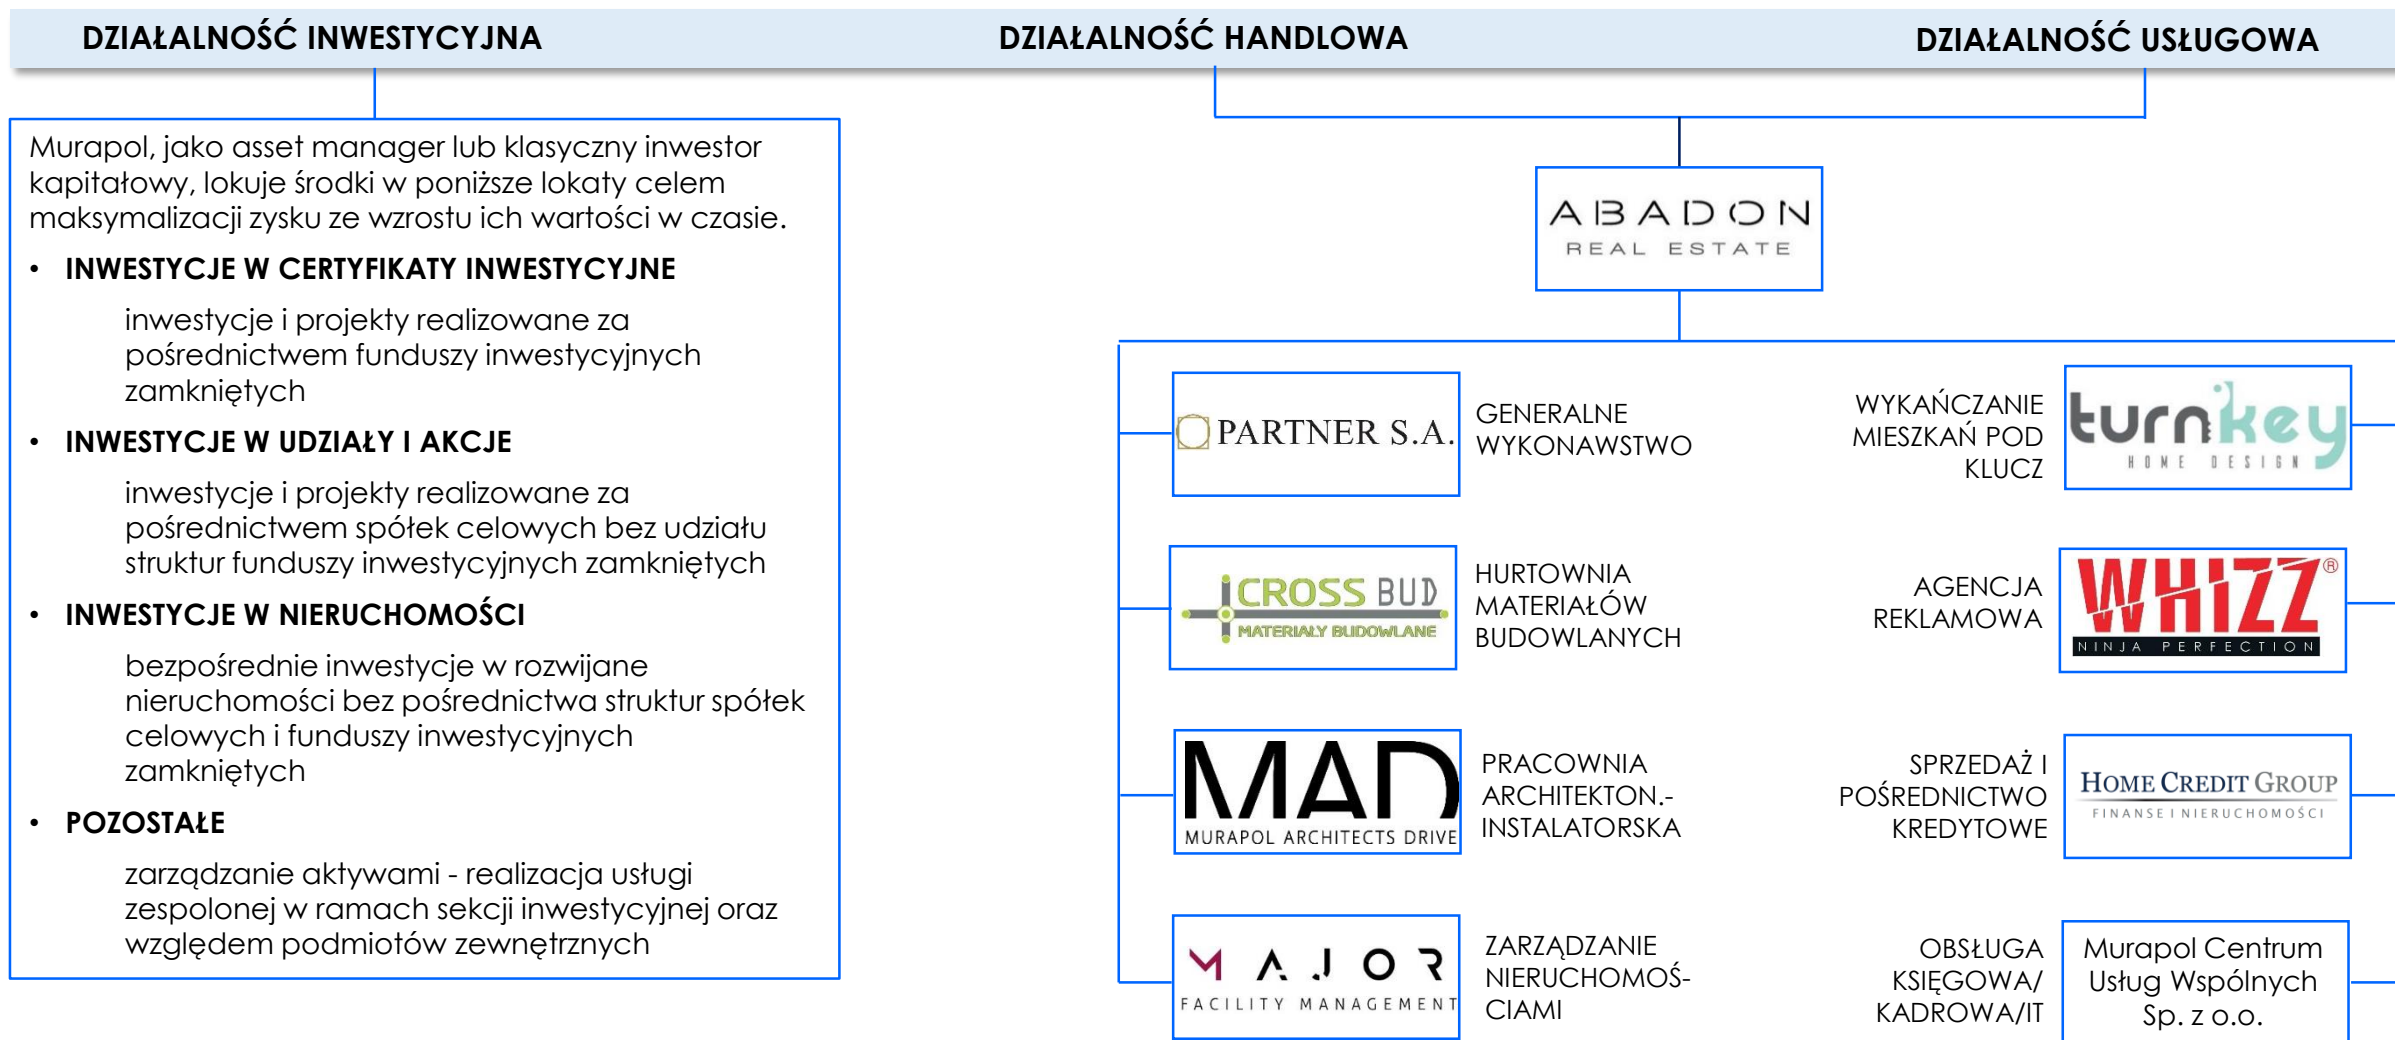 DZIAŁALNOŚĆ INWESTYCYJNA
DZIAŁALNOŚĆ HANDLOWA
DZIAŁALNOŚĆ USŁUGOWA
Murapol, jako asset manager lub klasyczny inwestor
kapitałowy, lokuje środki w poniższe lokaty celem
maksymalizacji zysku ze wzrostu ich wartości w czasie.
• INWESTYCJE W CERTYFIKATY INWESTYCYJNE
inwestycje i projekty realizowane za
pośrednictwem funduszy inwestycyjnych
zamkniętych
• INWESTYCJE W UDZIAŁY I AKCJE
inwestycje i projekty realizowane za
pośrednictwem spółek celowych bez udziału
struktur funduszy inwestycyjnych zamkniętych
• INWESTYCJE W NIERUCHOMOŚCI
bezpośrednie inwestycje w rozwijane
nieruchomości bez pośrednictwa struktur spółek
celowych i funduszy inwestycyjnych
zamkniętych
• POZOSTAŁE
zarządzanie aktywami - realizacja usługi
zespolonej w ramach sekcji inwestycyjnej oraz
względem podmiotów zewnętrznych
ABADON
REAL ESTATE
PARTNER S.A.
GENERALNE
WYKONAWSTWO
CROSS BUD
MATERIAŁY BUDOWLANE
HURTOWNIA
MATERIAŁÓW
BUDOWLANYCH
MAD
MURAPOL ARCHITECTS DRIVE
PRACOWNIA
ARCHITEKTON.-
INSTALATORSKA
MAJOR
FACILITY MANAGEMENT
ZARZĄDZANIE
NIERUCHOMOŚ-
CIAMI
WYKAŃCZANIE
MIESZKAŃ POD
KLUCZ
turnkey
HOME DESIGN
AGENCJA
REKLAMOWA
WHIZZ®
NINJA PERFECTION
SPRZEDAŻ I
POŚREDNICTWO
KREDYTOWE
HOME CREDIT GROUP
FINANSE I NIERUCHOMOŚCI
OBSŁUGA
KSIĘGOWA/
KADROWA/IT
Murapol Centrum
Usług Wspólnych
Sp. z o.o.